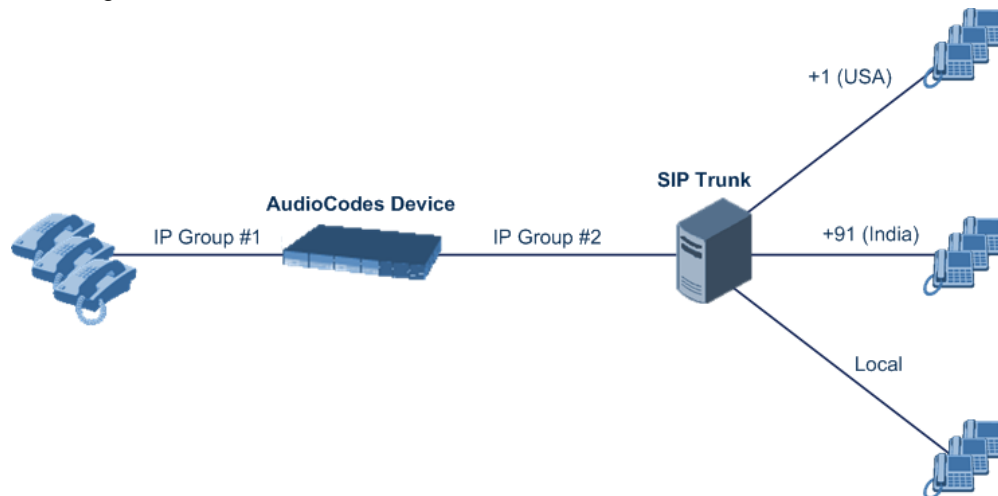 +1 (USA)
SIP Trunk
AudioCodes Device
IP Group #1
IP Group #2
+91 (India)
Local